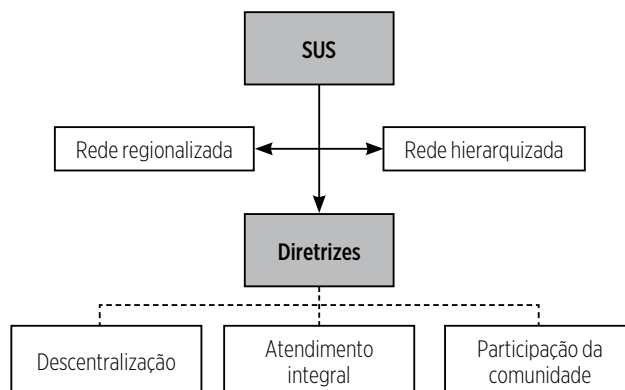 SUS
Rede regionalizada
Rede hierarquizada
Diretrizes
Descentralização
Atendimento
integral
Participação da
comunidade